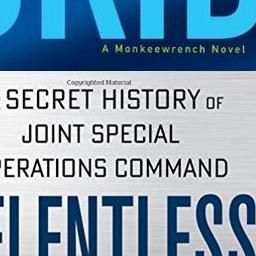 A Monkeewrench Novel
Copyrighted Material
SECRET HISTORY OF
JOINT SPECIAL
PERATIONS COMMAND
ELENTLESS